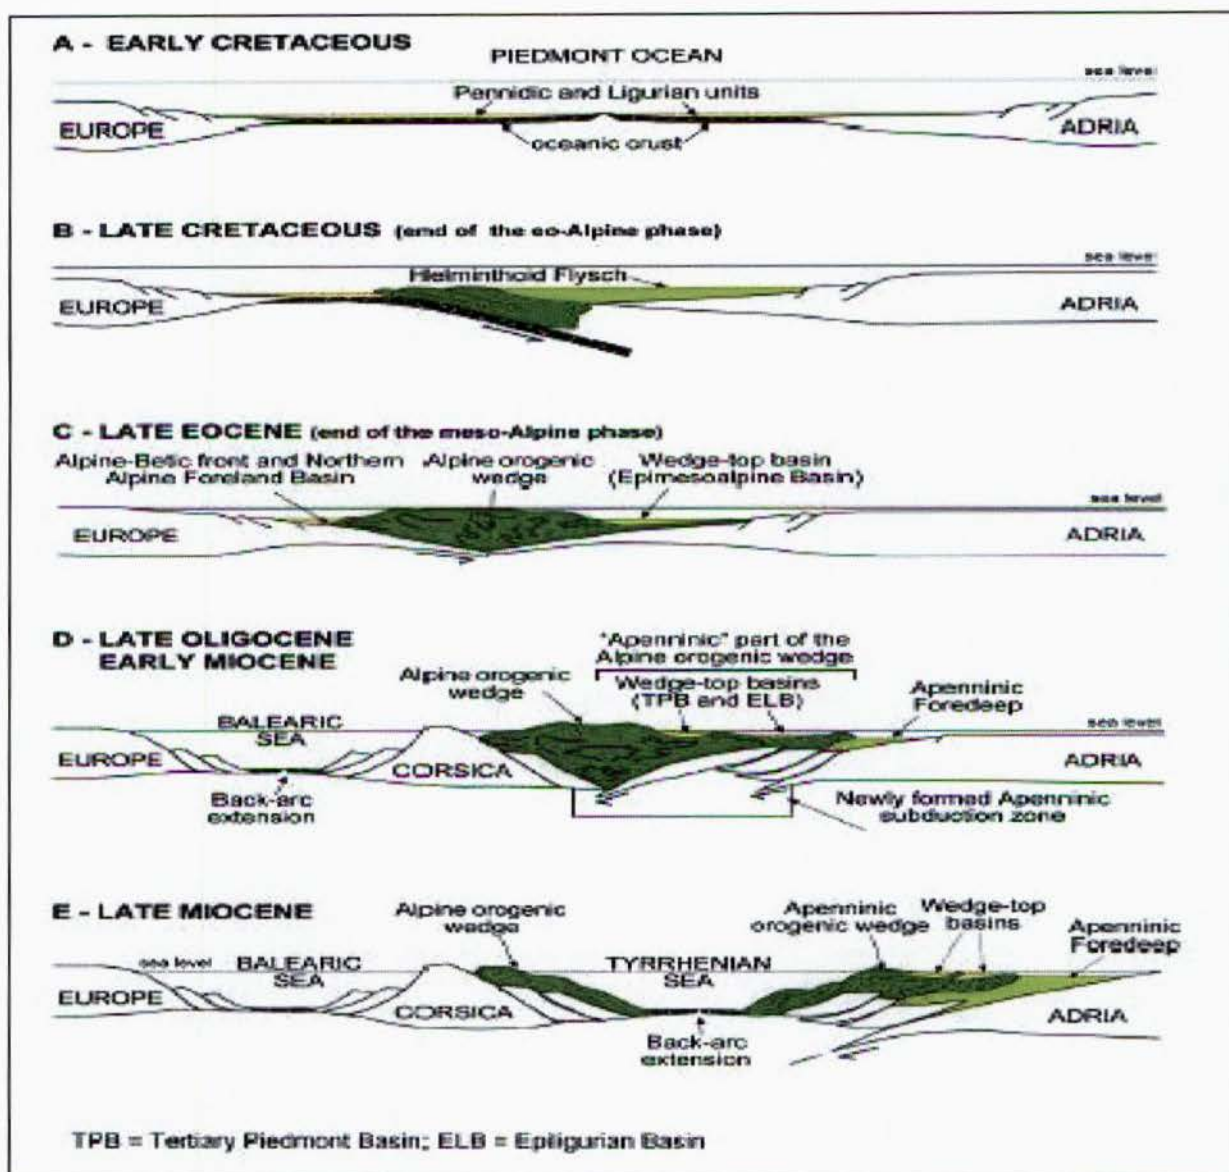 A - EARLY CRETACEOUS
PIEDMONT OCEAN
sea level
Pennidic and Ligurian units
EUROPE
ADRIA
oceanic crust
B - LATE CRETACEOUS (end of the eo-Alpine phase)
sea level
Helminthoid Flysch
EUROPE
ADRIA
C - LATE EOCENE (end of the meso-Alpine phase)
Alpine-Betic front and Northern
Alpine Foreland Basin
Alpine orogenic
wedge
Wedge-top basin
(Epimesoalpine Basin)
sea level
EUROPE
ADRIA
D - LATE OLIGOCENE
EARLY MIOCENE
"Apenninic" part of the
Alpine orogenic wedge
Alpine orogenic
wedge
Wedge-top basins
(TPB and ELB)
Apenninic
Foredeep
BALEARIC
SEA
sea level
EUROPE
CORSICA
ADRIA
Back-arc
extension
Newly formed Apenninic
subduction zone
E - LATE MIOCENE
Alpine orogenic
wedge
Apenninic
orogenic wedge
Wedge-top
basins
Apenninic
Foredeep
sea level
BALEARIC
SEA
TYRRHENIAN
SEA
EUROPE
CORSICA
ADRIA
Back-arc
extension
TPB = Tertiary Piedmont Basin; ELB = Epiligurian Basin